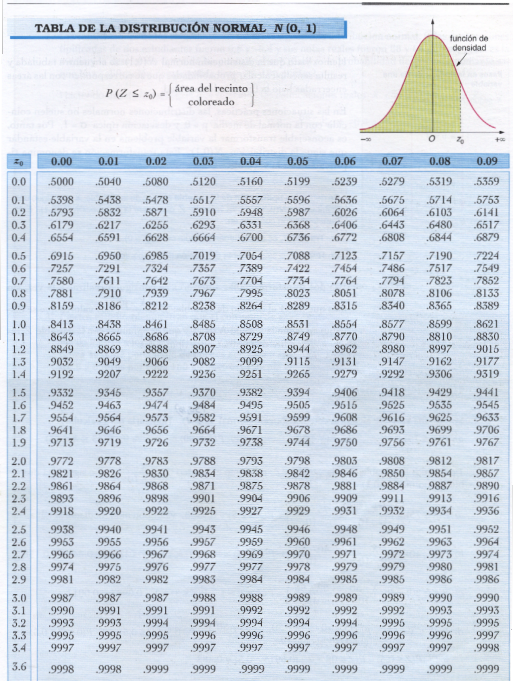 TABLA DE LA DISTRIBUCIÓN NORMAL N (0, 1)
función de
densidad
P (Z ≤ z₀) = { área del recinto
coloreado }
-∞ O z₀ +∞
z₀ 0.00 0.01 0.02 0.03 0.04 0.05 0.06 0.07 0.08 0.09
0.0 .5000 .5040 .5080 .5120 .5160 .5199 .5239 .5279 .5319 .5359
0.1 .5398 .5438 .5478 .5517 .5557 .5596 .5636 .5675 .5714 .5753
0.2 .5793 .5832 .5871 .5910 .5948 .5987 .6026 .6064 .6103 .6141
0.3 .6179 .6217 .6255 .6293 .6331 .6368 .6406 .6443 .6480 .6517
0.4 .6554 .6591 .6628 .6664 .6700 .6736 .6772 .6808 .6844 .6879
0.5 .6915 .6950 .6985 .7019 .7054 .7088 .7123 .7157 .7190 .7224
0.6 .7257 .7291 .7324 .7357 .7389 .7422 .7454 .7486 .7517 .7549
0.7 .7580 .7611 .7642 .7673 .7704 .7734 .7764 .7794 .7823 .7852
0.8 .7881 .7910 .7939 .7967 .7995 .8023 .8051 .8078 .8106 .8133
0.9 .8159 .8186 .8212 .8238 .8264 .8289 .8315 .8340 .8365 .8389
1.0 .8413 .8438 .8461 .8485 .8508 .8531 .8554 .8577 .8599 .8621
1.1 .8643 .8665 .8686 .8708 .8729 .8749 .8770 .8790 .8810 .8830
1.2 .8849 .8869 .8888 .8907 .8925 .8944 .8962 .8980 .8997 .9015
1.3 .9032 .9049 .9066 .9082 .9099 .9115 .9131 .9147 .9162 .9177
1.4 .9192 .9207 .9222 .9236 .9251 .9265 .9279 .9292 .9306 .9319
1.5 .9332 .9345 .9357 .9370 .9382 .9394 .9406 .9418 .9429 .9441
1.6 .9452 .9463 .9474 .9484 .9495 .9505 .9515 .9525 .9535 .9545
1.7 .9554 .9564 .9573 .9582 .9591 .9599 .9608 .9616 .9625 .9633
1.8 .9641 .9646 .9656 .9664 .9671 .9678 .9686 .9693 .9699 .9706
1.9 .9713 .9719 .9726 .9732 .9738 .9744 .9750 .9756 .9761 .9767
2.0 .9772 .9778 .9783 .9788 .9793 .9798 .9803 .9808 .9812 .9817
2.1 .9821 .9826 .9830 .9834 .9838 .9842 .9846 .9850 .9854 .9857
2.2 .9861 .9864 .9868 .9871 .9875 .9878 .9881 .9884 .9887 .9890
2.3 .9893 .9896 .9898 .9901 .9904 .9906 .9909 .9911 .9913 .9916
2.4 .9918 .9920 .9922 .9925 .9927 .9929 .9931 .9932 .9934 .9936
2.5 .9938 .9940 .9941 .9943 .9945 .9946 .9948 .9949 .9951 .9952
2.6 .9953 .9955 .9956 .9957 .9959 .9960 .9961 .9962 .9963 .9964
2.7 .9965 .9966 .9967 .9968 .9969 .9970 .9971 .9972 .9973 .9974
2.8 .9974 .9975 .9976 .9977 .9977 .9978 .9979 .9979 .9980 .9981
2.9 .9981 .9982 .9982 .9983 .9984 .9984 .9985 .9985 .9986 .9986
3.0 .9987 .9987 .9987 .9988 .9988 .9989 .9989 .9989 .9990 .9990
3.1 .9990 .9991 .9991 .9991 .9992 .9992 .9992 .9992 .9993 .9993
3.2 .9993 .9993 .9994 .9994 .9994 .9994 .9994 .9995 .9995 .9995
3.3 .9995 .9995 .9995 .9996 .9996 .9996 .9996 .9996 .9996 .9997
3.4 .9997 .9997 .9997 .9997 .9997 .9997 .9997 .9997 .9997 .9998
3.6 .9998 .9998 .9999 .9999 .9999 .9999 .9999 .9999 .9999 .9999